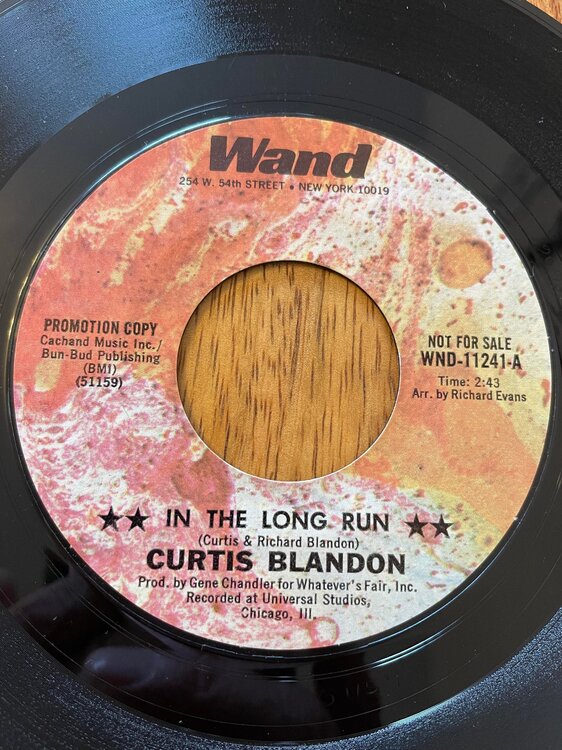 Wand
254 W. 54th STREET • NEW YORK 10019
PROMOTION COPY
Cachand Music Inc./
Bun-Bud Publishing
(BMI)
(51159)
NOT FOR SALE
WND-11241-A
Time: 2:43
Arr. by Richard Evans
★★ IN THE LONG RUN ★★
(Curtis & Richard Blandon)
CURTIS BLANDON
Prod. by Gene Chandler for Whatever's Fair, Inc.
Recorded at Universal Studios,
Chicago, Ill.